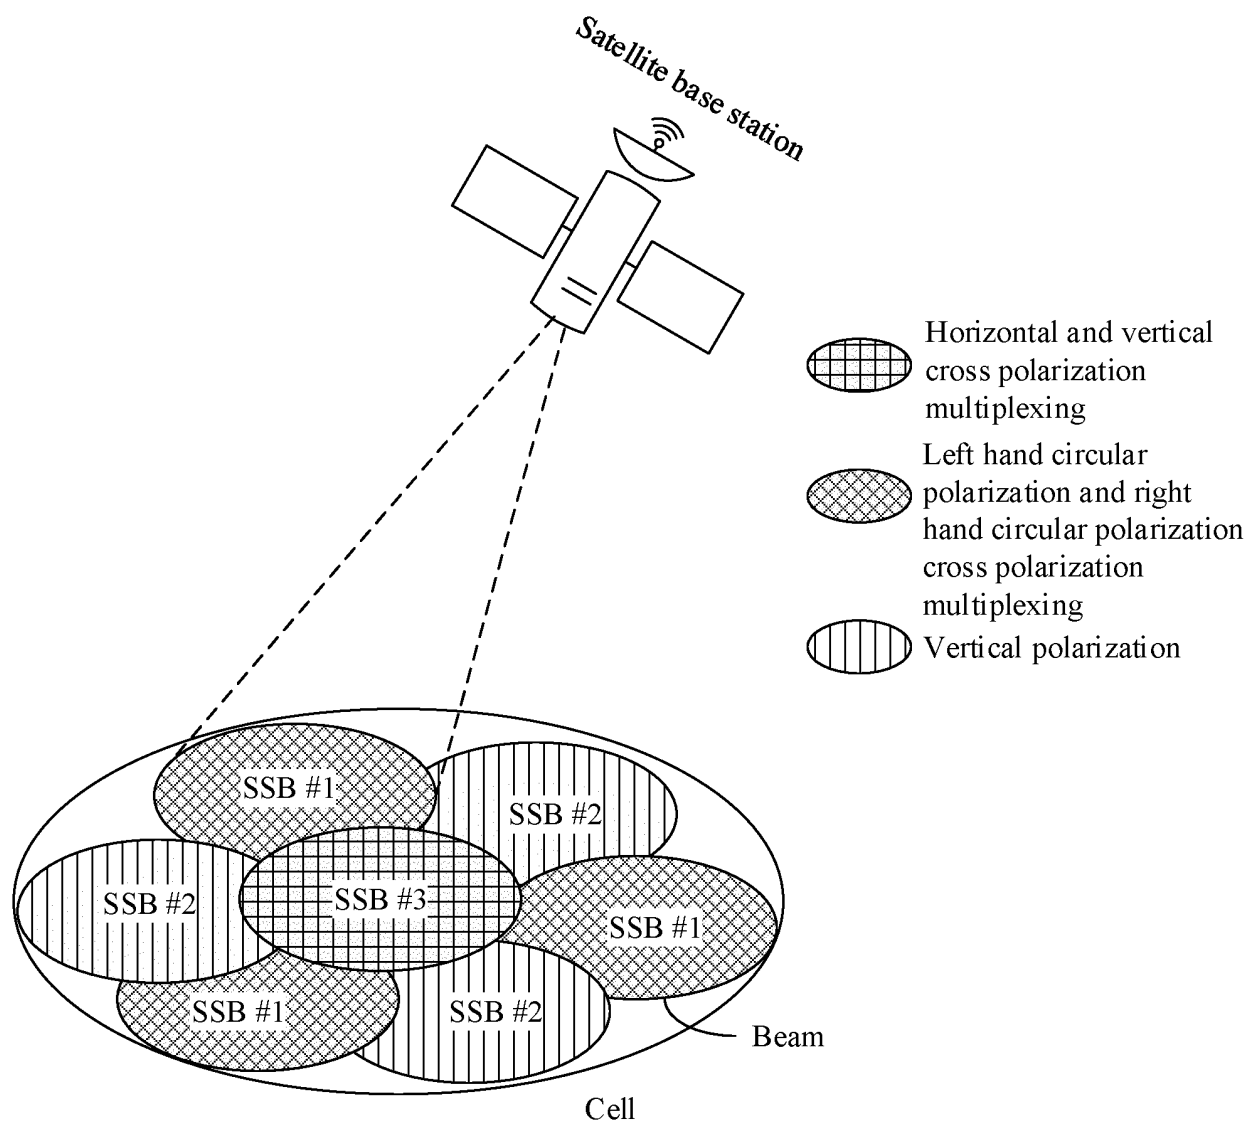 Satellite base station
Horizontal and vertical
cross polarization
multiplexing
Left hand circular
polarization and right
hand circular polarization
cross polarization
multiplexing
Vertical polarization
SSB #1
SSB #2
SSB #2
SSB #3
SSB #1
SSB #1
SSB #2
Beam
Cell